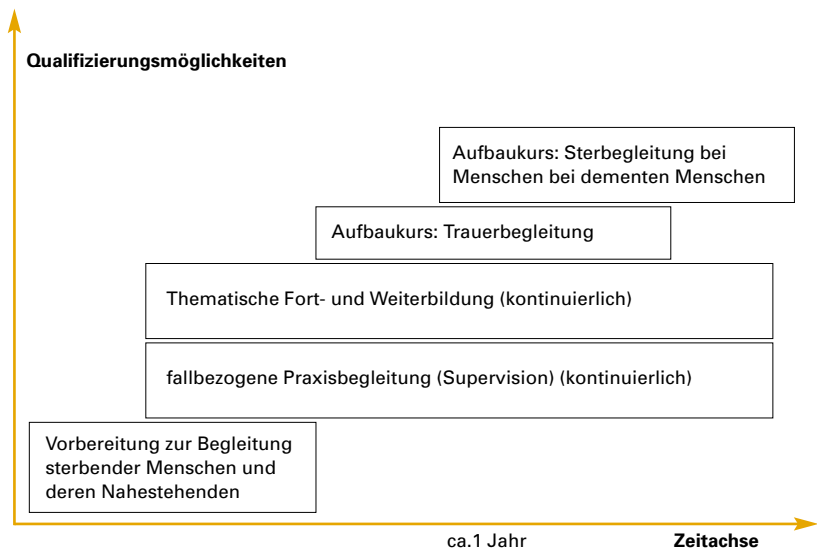 Qualifizierungsmöglichkeiten
Aufbaukurs: Sterbegleitung bei
Menschen bei dementen Menschen
Aufbaukurs: Trauerbegleitung
Thematische Fort- und Weiterbildung (kontinuierlich)
fallbezogene Praxisbegleitung (Supervision) (kontinuierlich)
Vorbereitung zur Begleitung
sterbender Menschen und
deren Nahestehenden
ca.1 Jahr
Zeitachse